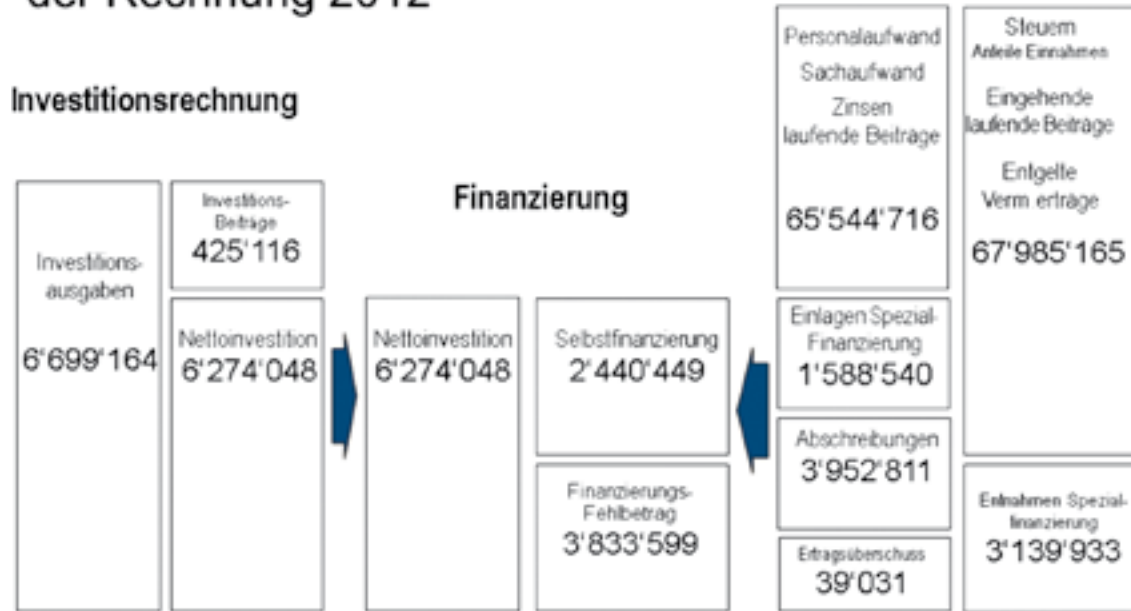 der Rechnung 2012
Investitionsrechnung
Investitions-
ausgaben
6'699'164
Investitions-
Beiträge
425'116
Nettoinvestition
6'274'048
Finanzierung
Nettoinvestition
6'274'048
Selbstfinanzierung
2'440'449
Finanzierungs-
Fehlbetrag
3'833'599
Personalaufwand
Sachaufwand
Zinsen
laufende Beiträge
65'544'716
Einlagen Spezial-
Finanzierung
1'588'540
Abschreibungen
3'952'811
Ertragsüberschuss
39'031
Steuern
Anteile Einnahmen
Eingehende
laufende Beiträge
Entgelte
Verm.erträge
67'985'165
Entnahmen Spezial-
finanzierung
3'139'933